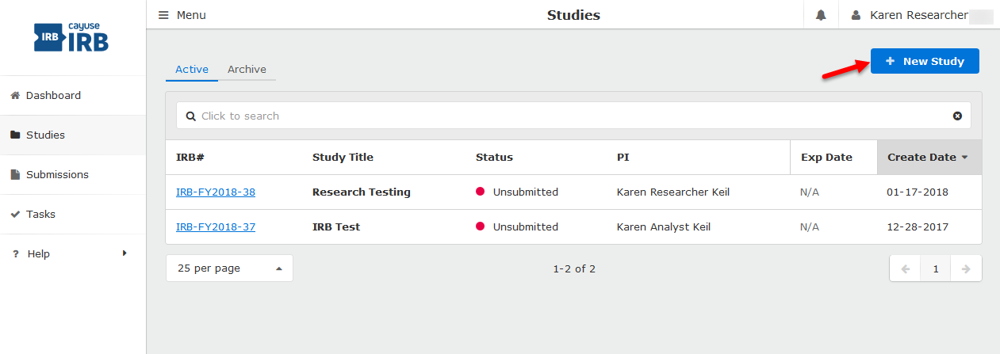 IRB cayuse IRB
Menu
Studies
Karen Researcher
Dashboard
Studies
Submissions
Tasks
? Help
Active Archive
+ New Study
Click to search
IRB# Study Title Status PI Exp Date Create Date
IRB-FY2018-38 Research Testing Unsubmitted Karen Researcher Keil N/A 01-17-2018
IRB-FY2018-37 IRB Test Unsubmitted Karen Analyst Keil N/A 12-28-2017
25 per page 1-2 of 2 1